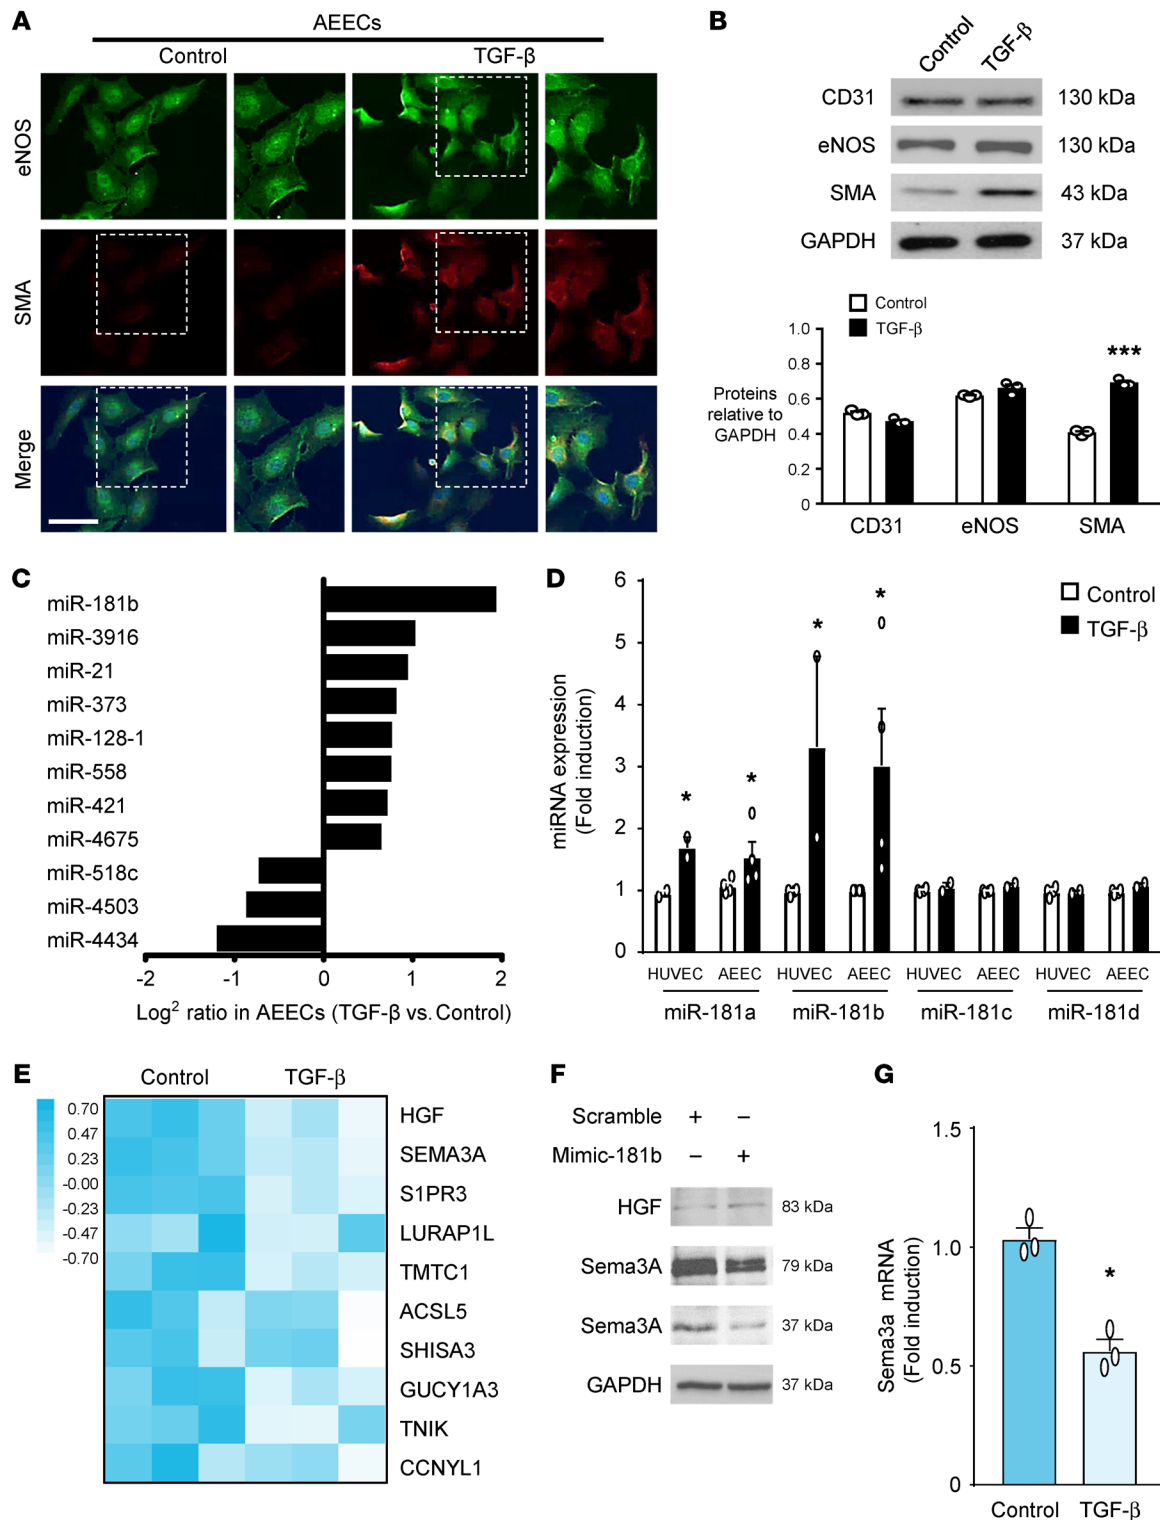 A
AEECs
Control
TGF-β
eNOS
SMA
Merge
B
Control
TGF-β
CD31
130 kDa
eNOS
130 kDa
SMA
43 kDa
GAPDH
37 kDa
Control
TGF-β
1.0
0.8
0.6
0.4
0.2
0
Proteins
relative to
GAPDH
***
CD31
eNOS
SMA
C
miR-181b
miR-3916
miR-21
miR-373
miR-128-1
miR-558
miR-421
miR-4675
miR-518c
miR-4503
miR-4434
-2
-1
0
1
2
Log² ratio in AEECs (TGF-β vs. Control)
D
6
5
4
3
2
1
0
miRNA expression
(Fold induction)
Control
TGF-β
*
*
*
*
HUVEC AEEC HUVEC AEEC HUVEC AEEC HUVEC AEEC
miR-181a miR-181b miR-181c miR-181d
E
Control
TGF-β
0.70
0.47
0.23
-0.00
-0.23
-0.47
-0.70
HGF
SEMA3A
S1PR3
LURAP1L
TMTC1
ACSL5
SHISA3
GUCY1A3
TNIK
CCNYL1
F
Scramble + −
Mimic-181b − +
HGF
83 kDa
Sema3A
79 kDa
Sema3A
37 kDa
GAPDH
37 kDa
G
1.5
1.0
0.5
0
Sema3a mRNA
(Fold induction)
*
Control
TGF-β